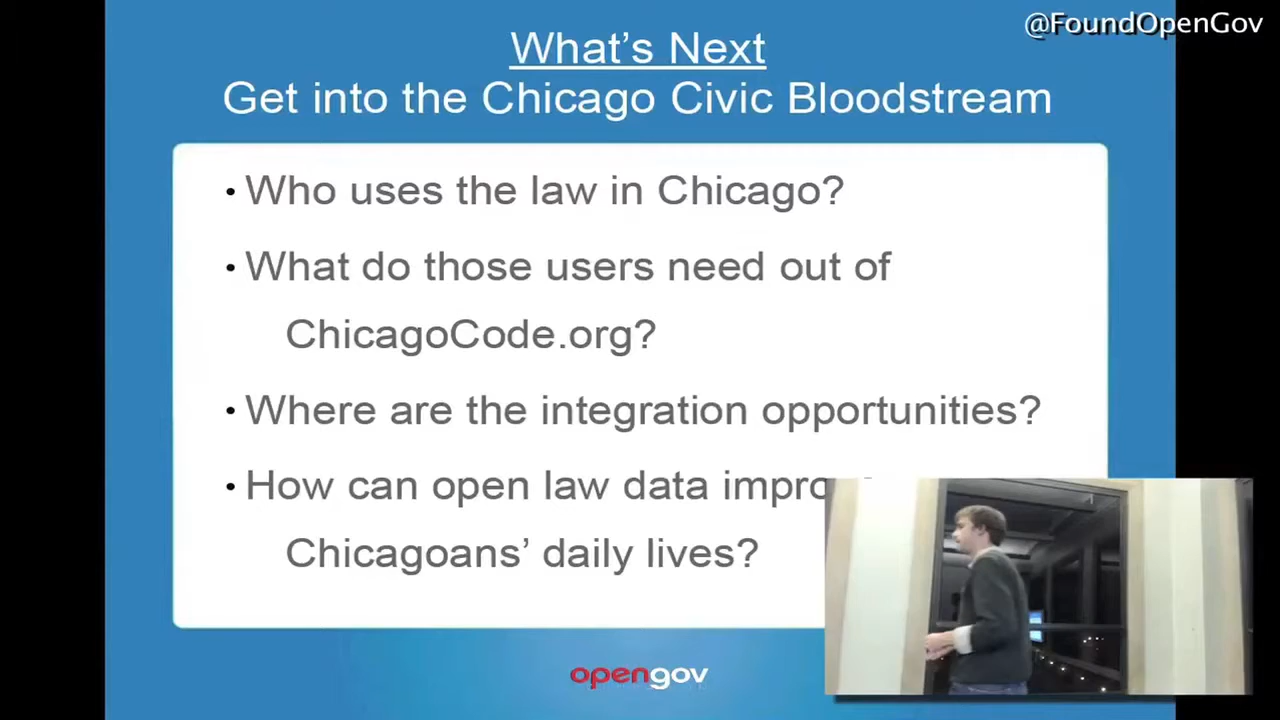 @FoundOpenGov
What's Next
Get into the Chicago Civic Bloodstream
• Who uses the law in Chicago?
• What do those users need out of
ChicagoCode.org?
• Where are the integration opportunities?
• How can open law data
Chicagoans’ daily lives?
opengov